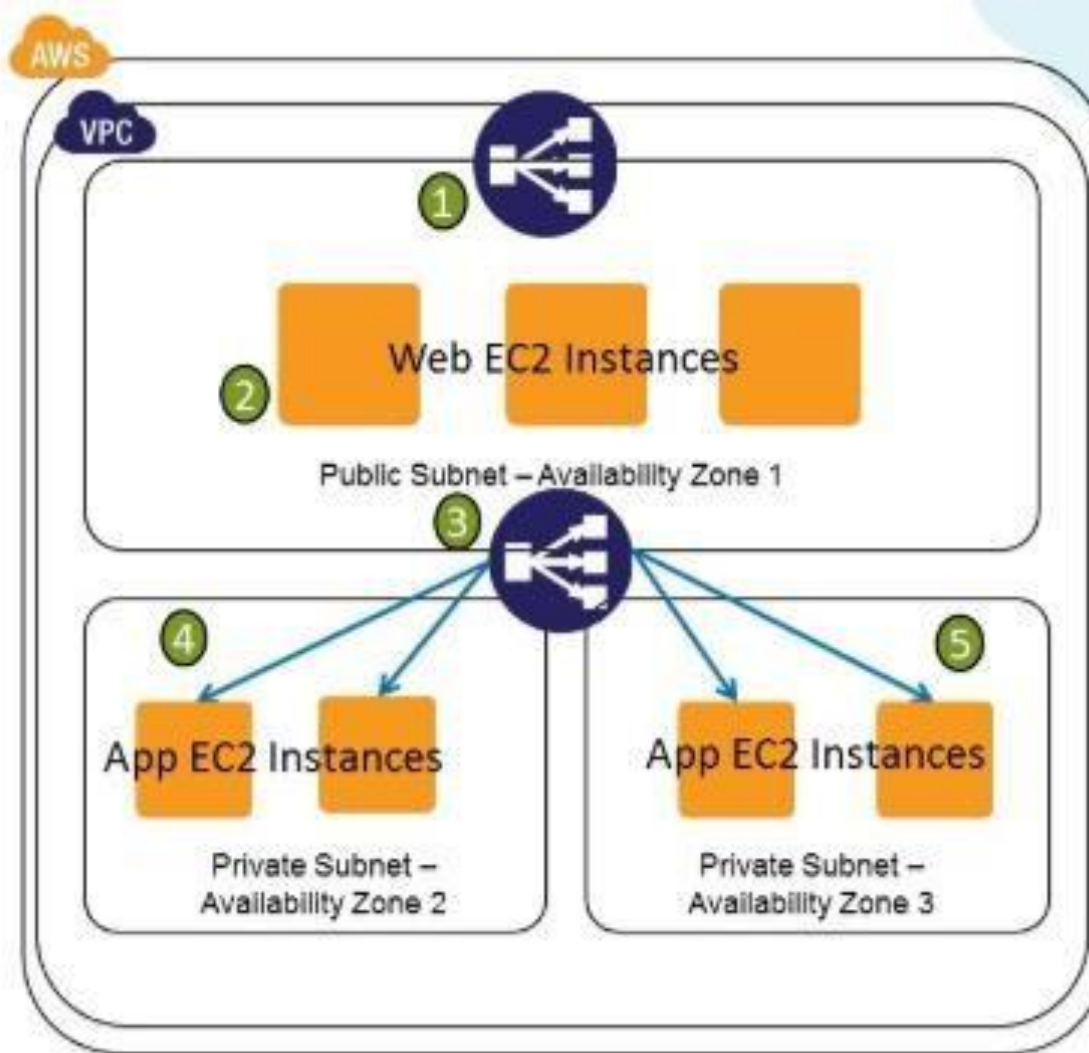 AWS
VPC
1
2
Web EC2 Instances
Public Subnet – Availability Zone 1
3
4
App EC2 Instances
Private Subnet –
Availability Zone 2
5
App EC2 Instances
Private Subnet –
Availability Zone 3